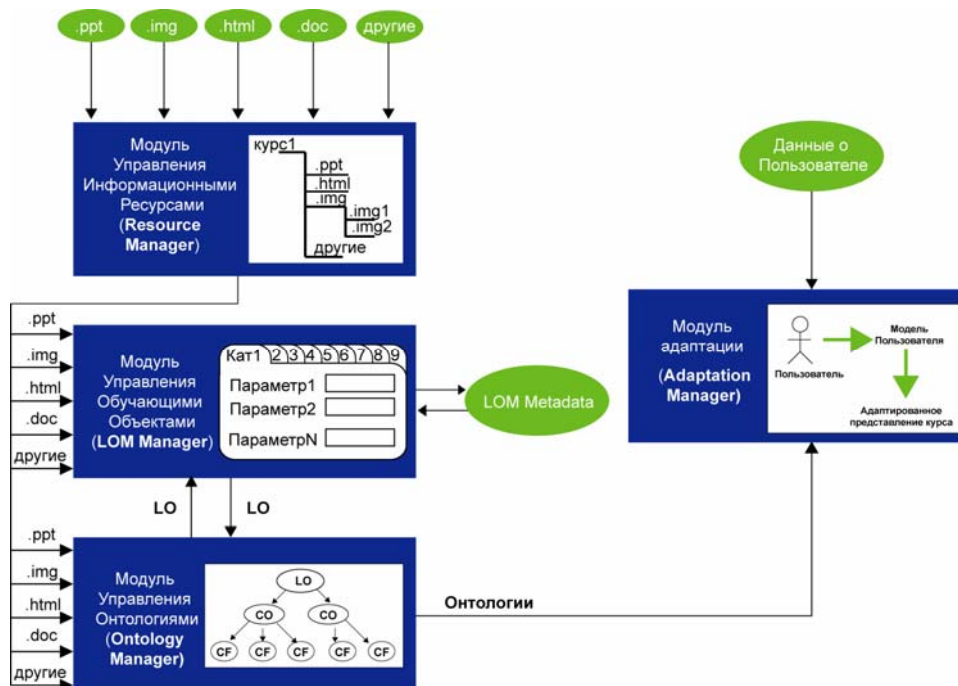 .ppt
.img
.html
.doc
другие
Модуль
Управления
Информационными
Ресурсами
(Resource
Manager)
курс1
.ppt
.html
.img
.img1
.img2
другие
Данные о
Пользователе
.ppt
.img
.html
.doc
другие
Модуль
Управления
Обучающими
Объектами
(LOM Manager)
Кат1 2 3 4 5 6 7 8 9
Параметр1
Параметр2
ПараметрN
LOM Metadata
Модуль
адаптации
(Adaptation
Manager)
Пользователь
Модель
Пользователя
Адаптированное
представление курса
LO
LO
.ppt
.img
.html
.doc
другие
Модуль
Управления
Онтологиями
(Ontology
Manager)
LO
CO
CO
CF
CF
CF
CF
CF
Онтологии